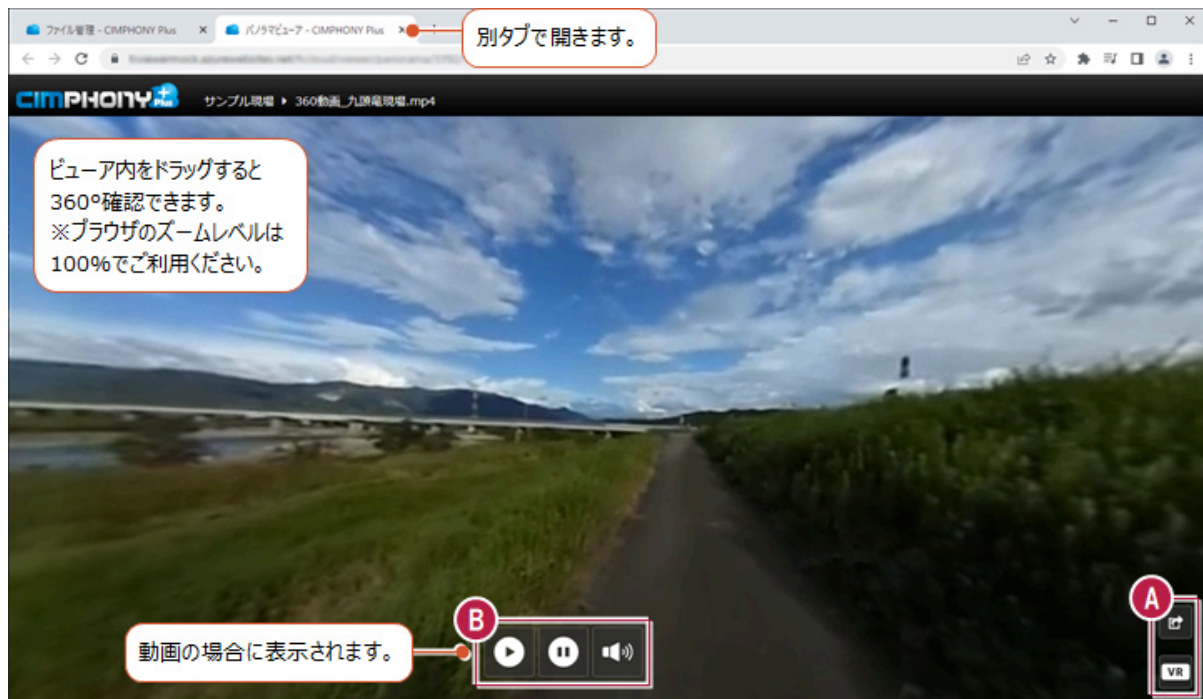 ファイル管理 - CIMPHONY Plus
パノラマビューア - CIMPHONY Plus
別タブで開きます。
CIMPHONY Plus
サンプル現場 ▶ 360動画_九頭竜現場.mp4
ビューア内をドラッグすると
360°確認できます。
※ブラウザのズームレベルは
100%でご利用ください。
A
B
動画の場合に表示されます。
VR